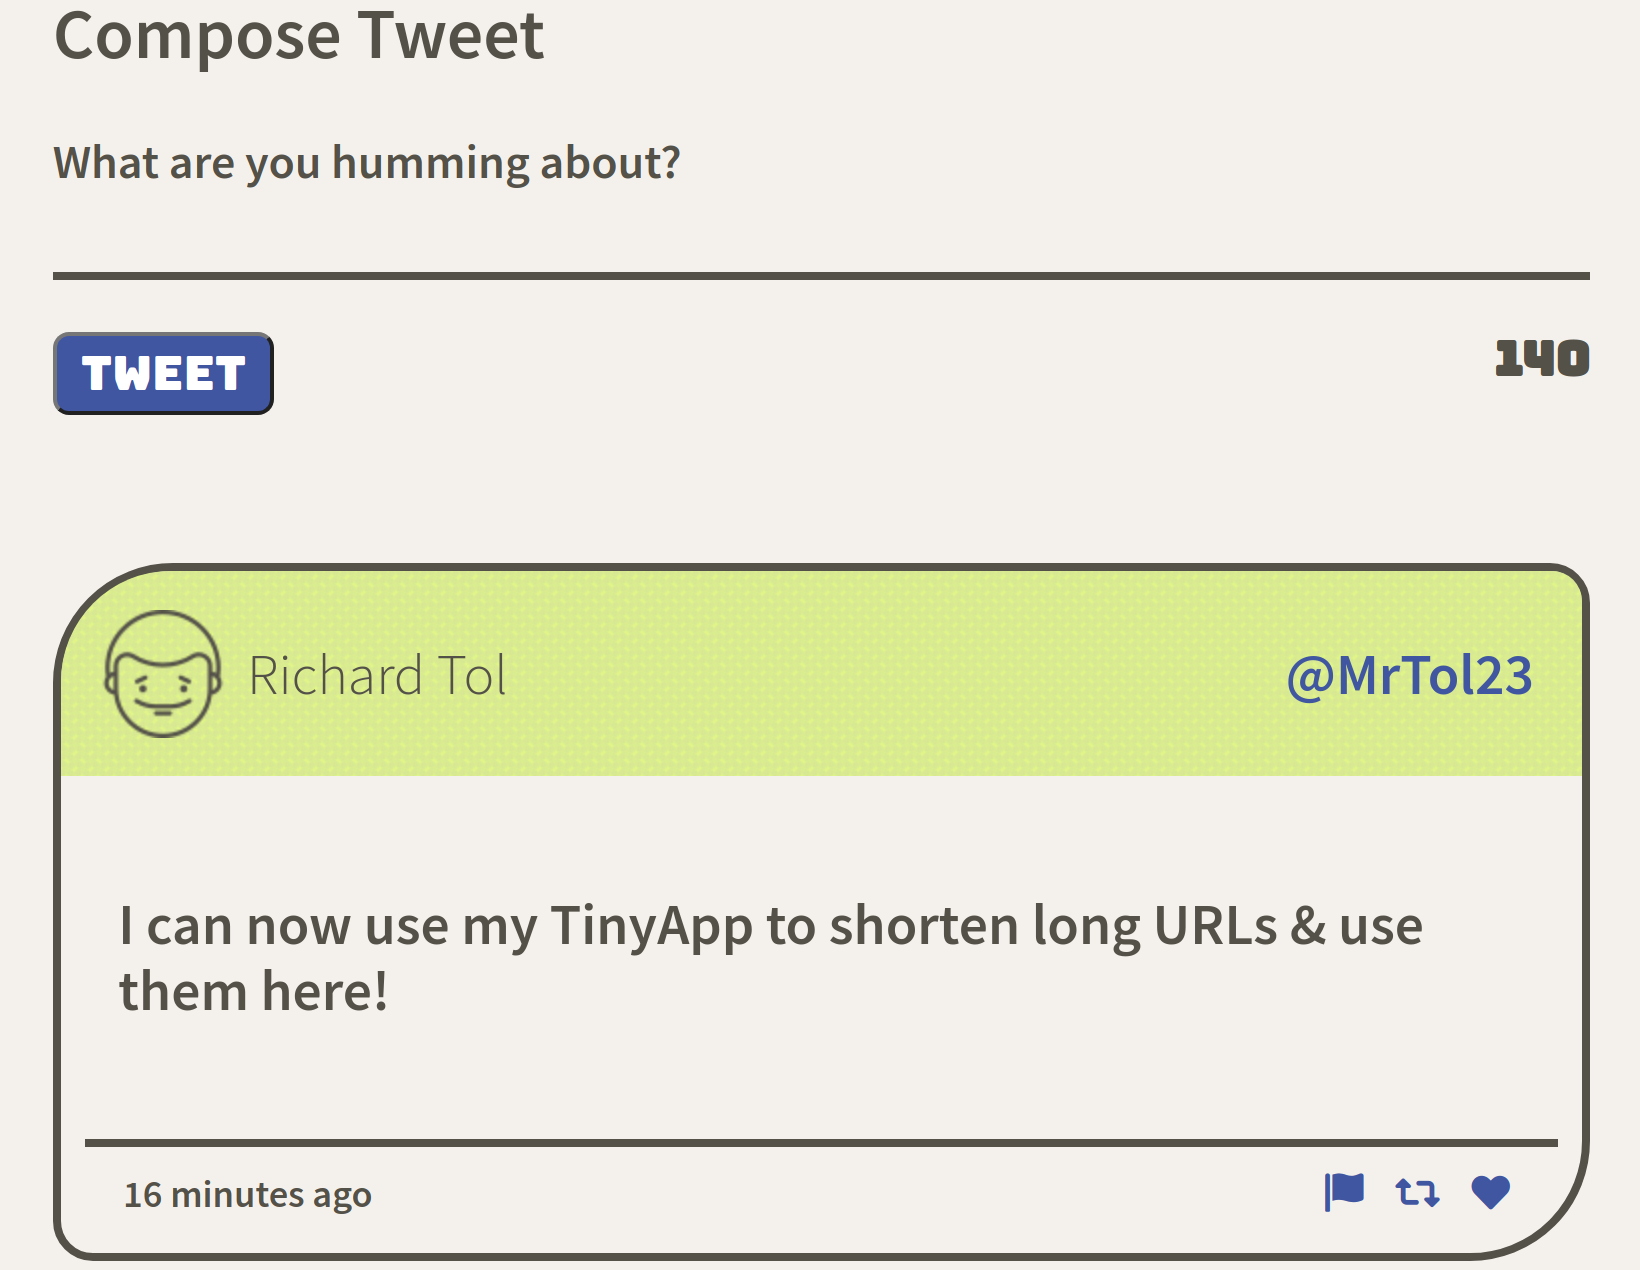 Compose Tweet
What are you humming about?
TWEET
140
Richard Tol
@MrTol23
I can now use my TinyApp to shorten long URLs & use
them here!
16 minutes ago